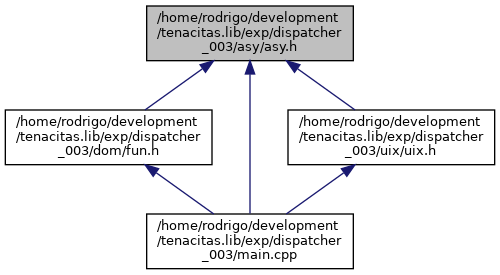 /home/rodrigo/development
/tenacitas.lib/exp/dispatcher
_003/asy/asy.h
/home/rodrigo/development
/tenacitas.lib/exp/dispatcher
_003/dom/fun.h
/home/rodrigo/development
/tenacitas.lib/exp/dispatcher
_003/uix/uix.h
/home/rodrigo/development
/tenacitas.lib/exp/dispatcher
_003/main.cpp